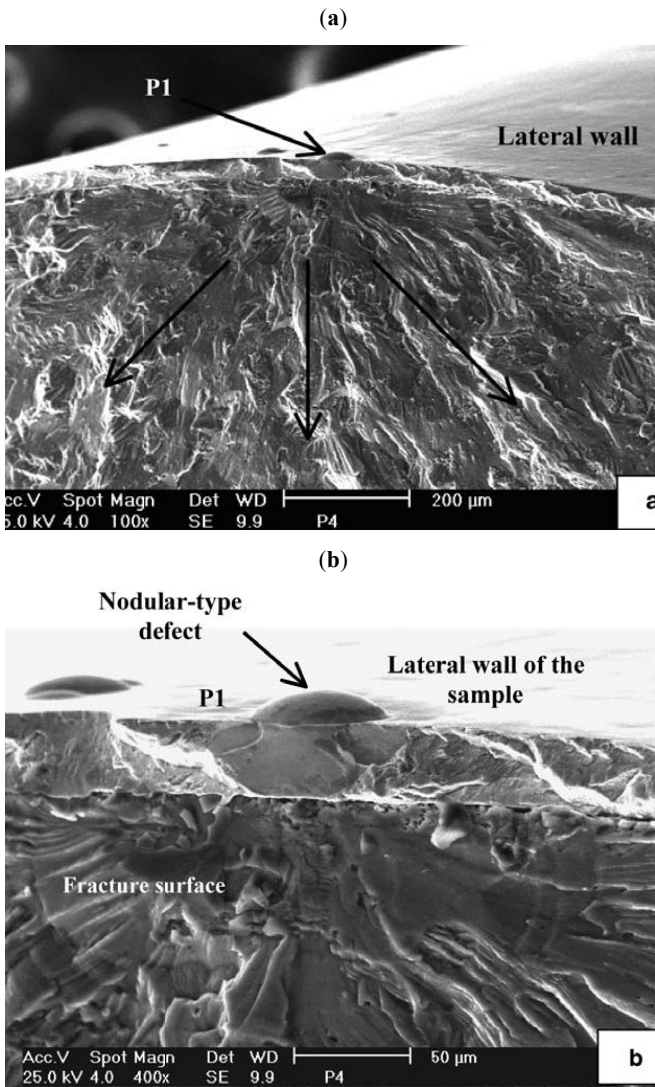 (a)
P1
Lateral wall
cc.V Spot Magn Det WD 200 µm
5.0 kV 4.0 100x SE 9.9 P4
a
(b)
Nodular-type
defect
Lateral wall of the
sample
P1
Fracture surface
Acc.V Spot Magn Det WD 50 µm
25.0 kV 4.0 400x SE 9.9 P4
b